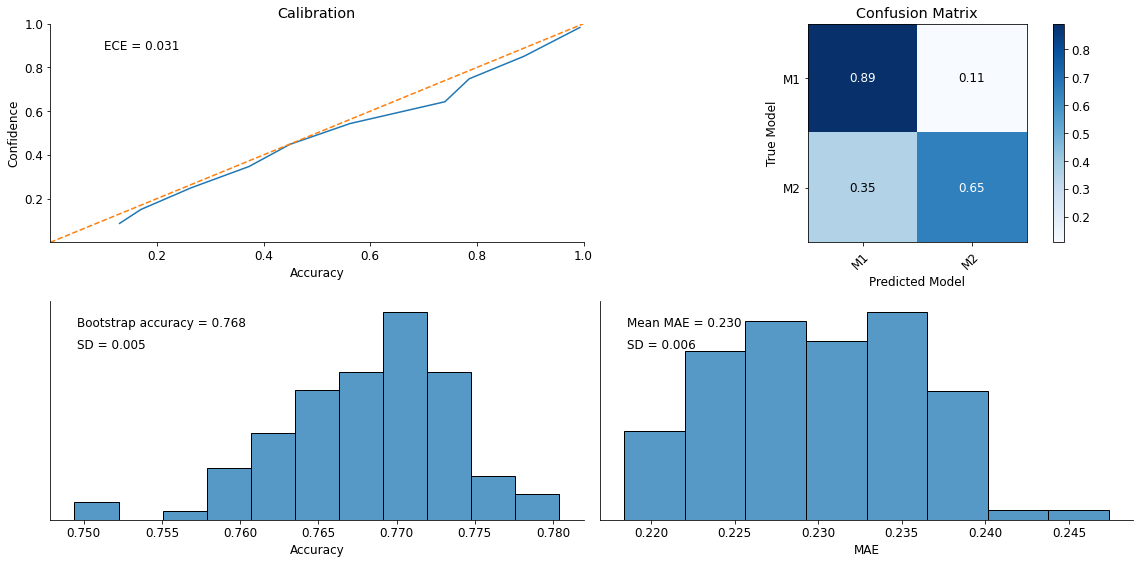 Calibration
ECE = 0.031
1.0
0.8
0.6
0.4
0.2
Confidence
0.2 0.4 0.6 0.8 1.0
Accuracy
Confusion Matrix
True Model
M1
M2
0.89 0.11
0.35 0.65
M1 M2
Predicted Model
0.8
0.7
0.6
0.5
0.4
0.3
0.2
Bootstrap accuracy = 0.768
SD = 0.005
0.750 0.755 0.760 0.765 0.770 0.775 0.780
Accuracy
Mean MAE = 0.230
SD = 0.006
0.220 0.225 0.230 0.235 0.240 0.245
MAE